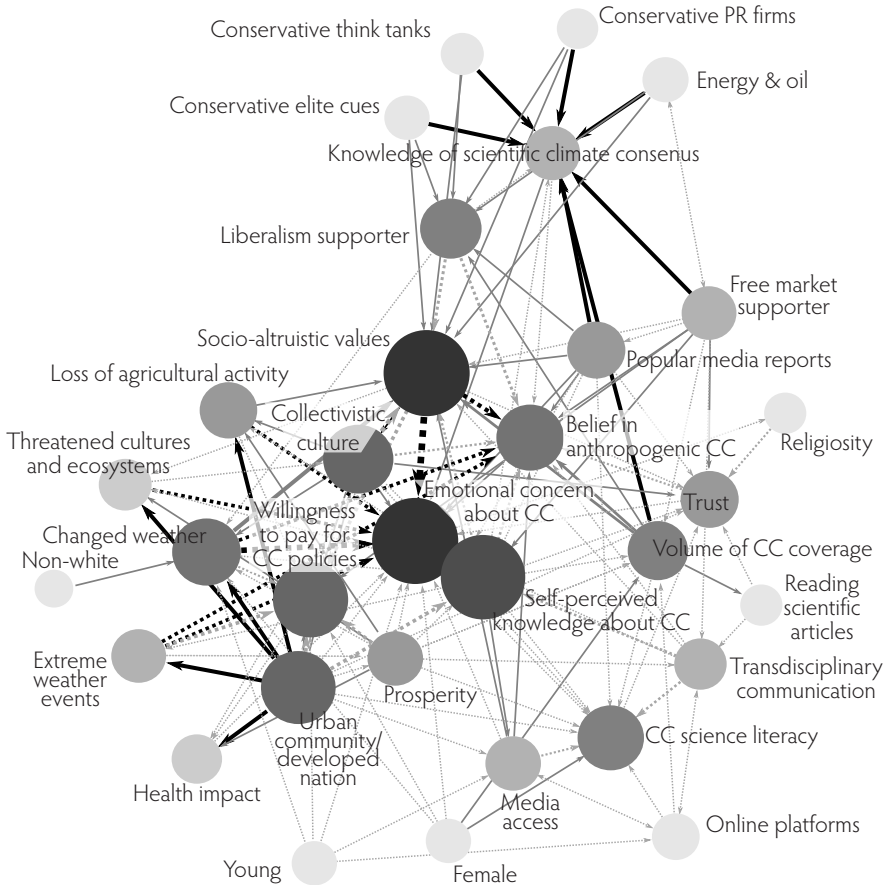 Conservative PR firms
Conservative think tanks
Energy & oil
Conservative elite cues
Knowledge of scientific climate consenus
Liberalism supporter
Free market
supporter
Socio-altruistic values
Popular media reports
Loss of agricultural activity
Collectivistic
culture
Belief in
anthropogenic CC
Religiosity
Threatened cultures
and ecosystems
Emotional concern
about CC
Trust
Willingness
to pay for
CC policies
Changed weather
Non-white
Volume of CC coverage
Self-perceived
knowledge about CC
Reading
scientific
articles
Extreme
weather
events
Prosperity
Transdisciplinary
communication
Urban
community/
developed
nation
CC science literacy
Health impact
Media
access
Online platforms
Young
Female